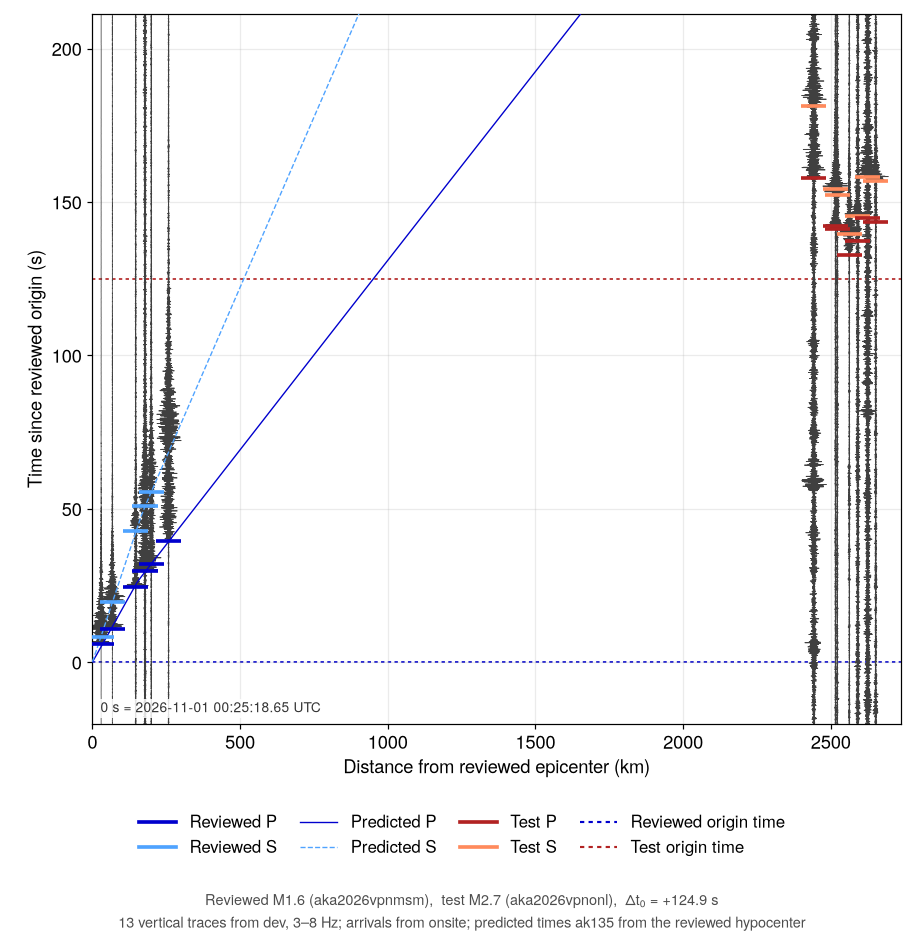 200
150
100
50
0
Time since reviewed origin (s)
0 s = 2026-11-01 00:25:18.65 UTC
0 500 1000 1500 2000 2500
Distance from reviewed epicenter (km)
Reviewed P Predicted P Test P Reviewed origin time
Reviewed S Predicted S Test S Test origin time
Reviewed M1.6 (aka2026vpnmsm), test M2.7 (aka2026vpnonl), Δt₀ = +124.9 s
13 vertical traces from dev, 3–8 Hz; arrivals from onsite; predicted times ak135 from the reviewed hypocenter